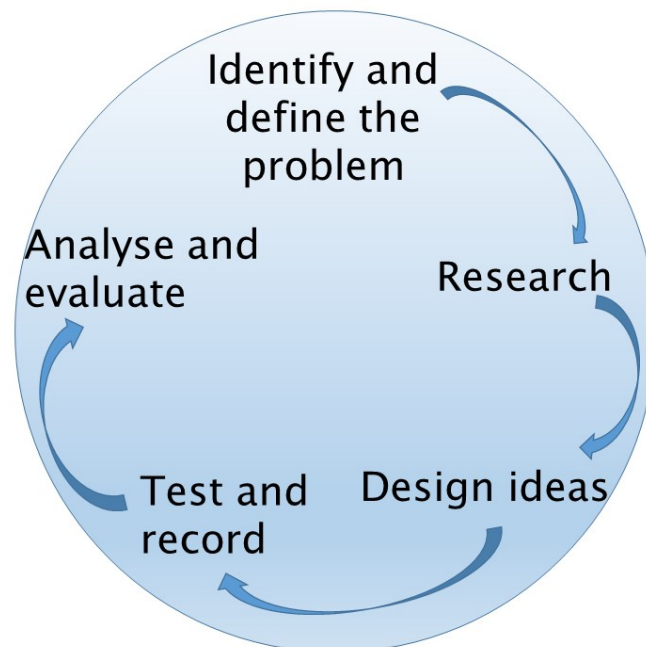 Identify and
define the
problem
Research
Design ideas
Test and
record
Analyse and
evaluate